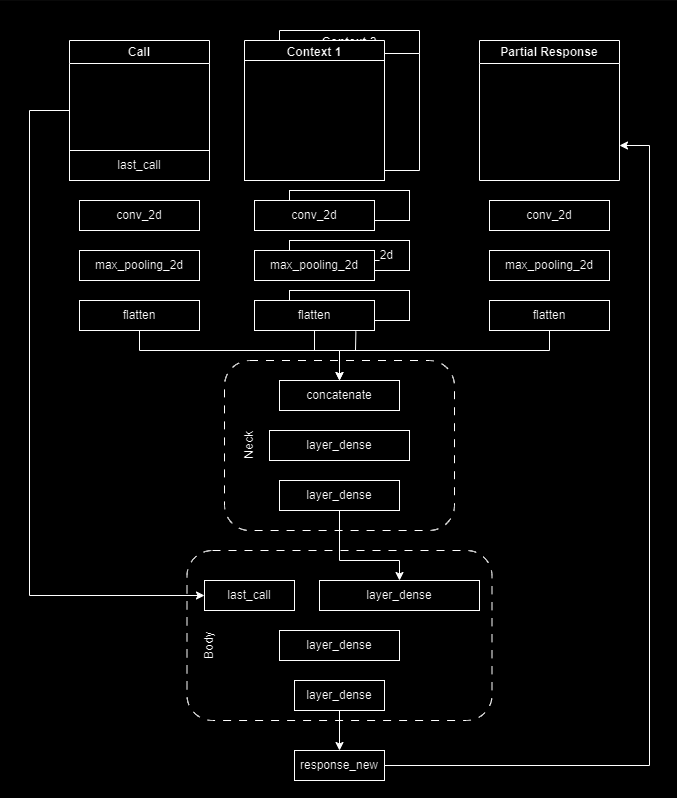 Call
Context 2
Context 1
Partial Response
last_call
conv_2d
conv_2d
conv_2d
max_pooling_2d
max_pooling_2d
_2d
max_pooling_2d
flatten
flatten
flatten
concatenate
Neck
layer_dense
layer_dense
last_call
layer_dense
Body
layer_dense
layer_dense
response_new